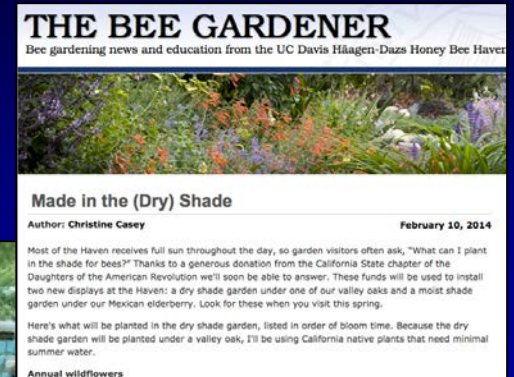 THE BEE GARDENER
Bee gardening news and education from the UC Davis Häagen-Dazs Honey Bee Haven
Made in the (Dry) Shade
Author: Christine Casey February 10, 2014
Most of the Haven receives full sun throughout the day, so garden visitors often ask, "What can I plant
in the shade for bees?" Thanks to a generous donation from the California State chapter of the
Daughters of the American Revolution we'll soon be able to answer. These funds will be used to install
two new displays at the Haven: a dry shade garden under one of our valley oaks and a moist shade
garden under our Mexican elderberry. Look for these when you visit this spring.
Here's what will be planted in the dry shade garden, listed in order of bloom time. Because the dry
shade garden will be planted under a valley oak, I'll be using California native plants that need minimal
summer water.
Annual wildflowers